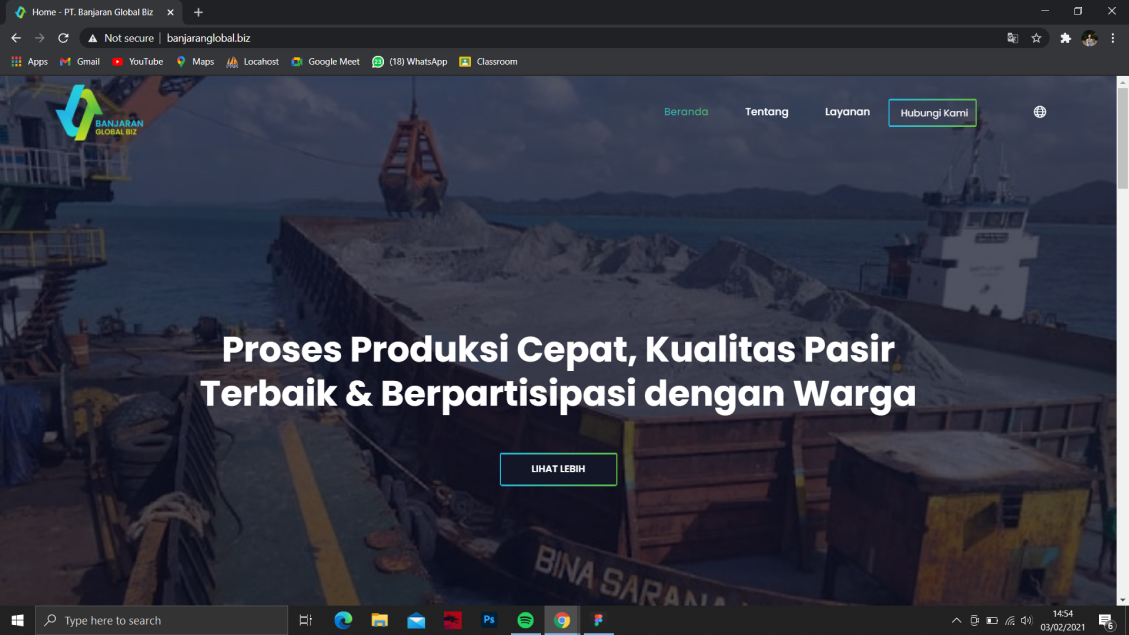 Home - PT. Banjaran Global Biz
Not secure | banjaranglobal.biz
Apps Gmail YouTube Maps Locahost Google Meet (18) WhatsApp Classroom
BANJARAN
GLOBAL BIZ
Beranda Tentang Layanan Hubungi Kami
Proses Produksi Cepat, Kualitas Pasir
Terbaik & Berpartisipasi dengan Warga
LIHAT LEBIH
BINA SARANA
Type here to search
Ps
14:54
03/02/2021
6